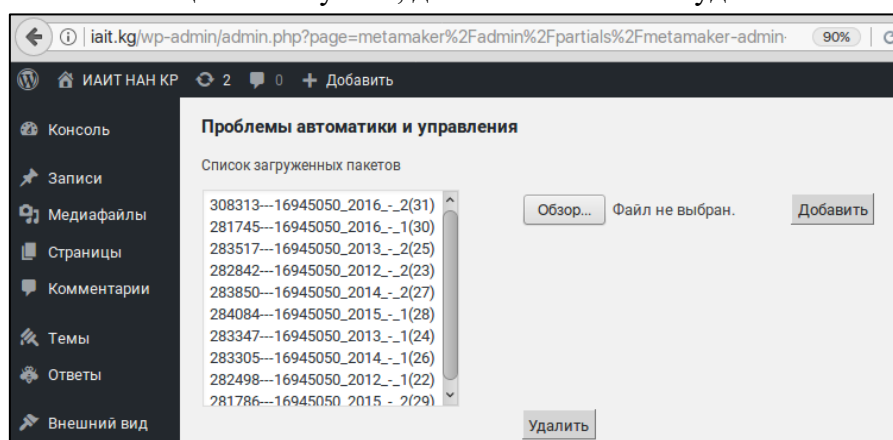 iait.kg/wp-admin/admin.php?page=metamaker%2Fadmin%2Fpartials%2Fmetamaker-admin- 90%
ИАИТ НАН КР 2 0 + Добавить
Консоль
Записи
Медиафайлы
Страницы
Комментарии
Темы
Ответы
Внешний вид
Проблемы автоматики и управления
Список загруженных пакетов
308313---16945050_2016_-_2(31)
281745---16945050_2016_-_1(30)
283517---16945050_2013_-_2(25)
282842---16945050_2012_-_2(23)
283850---16945050_2014_-_2(27)
284084---16945050_2015_-_1(28)
283347---16945050_2013_-_1(24)
283305---16945050_2014_-_1(26)
282498---16945050_2012_-_1(22)
281786---16945050_2015_-_2(29)
Обзор... Файл не выбран. Добавить
Удалить